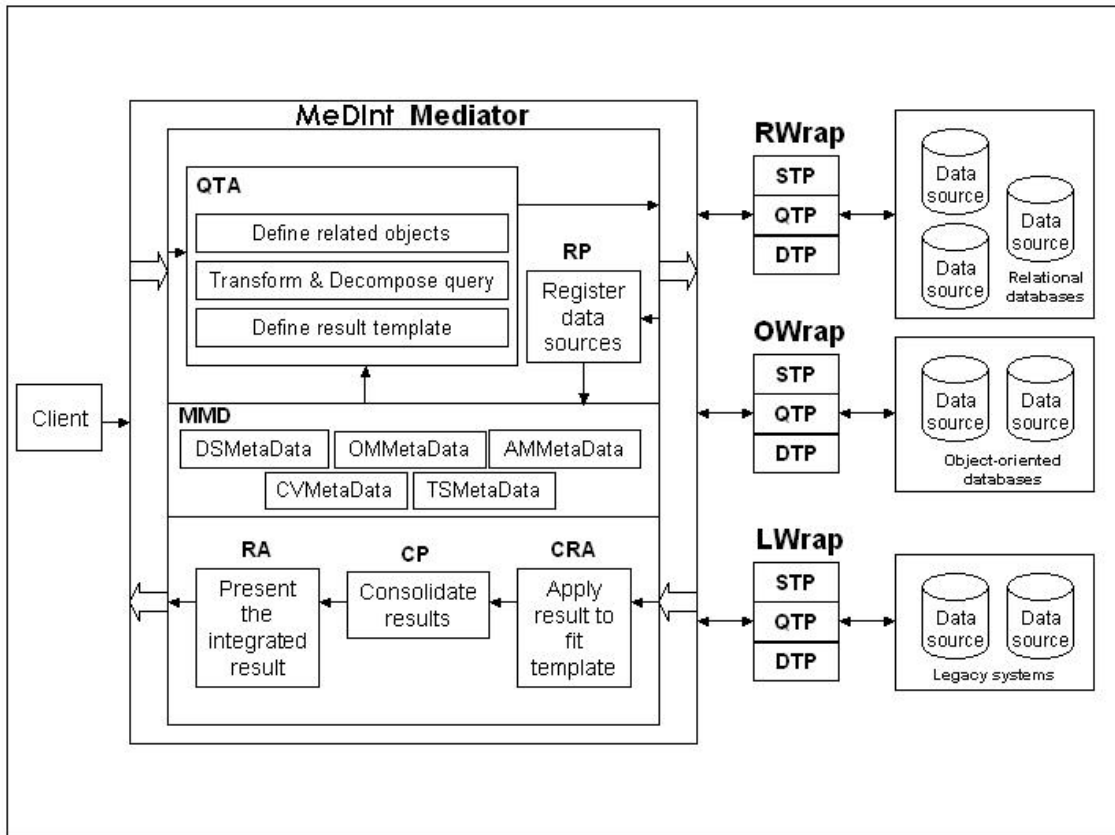 MeDInt Mediator
QTA
Define related objects
Transform & Decompose query
Define result template
RP
Register
data
sources
Client
MMD
DSMetaData
OMMetaData
AMMetaData
CVMetaData
TSMetaData
RA
Present
the
integrated
result
CP
Consolidate
results
CRA
Apply
result to
fit
template
RWrap
STP
QTP
DTP
Data
source
Data
source
Data
source
Relational
databases
OWrap
STP
QTP
DTP
Data
source
Data
source
Object-oriented
databases
LWrap
STP
QTP
DTP
Data
source
Data
source
Legacy systems